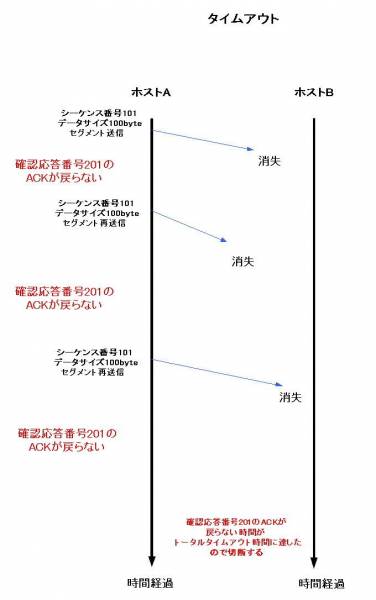 タイムアウト
ホストA
ホストB
シーケンス番号101
データサイズ100byte
セグメント送信
消失
確認応答番号201の
ACKが戻らない
シーケンス番号101
データサイズ100byte
セグメント再送信
消失
確認応答番号201の
ACKが戻らない
シーケンス番号101
データサイズ100byte
セグメント再送信
消失
確認応答番号201の
ACKが戻らない
確認応答番号201のACKが
戻らない時間が
トータルタイムアウト時間に達した
ので切断する
時間経過
時間経過